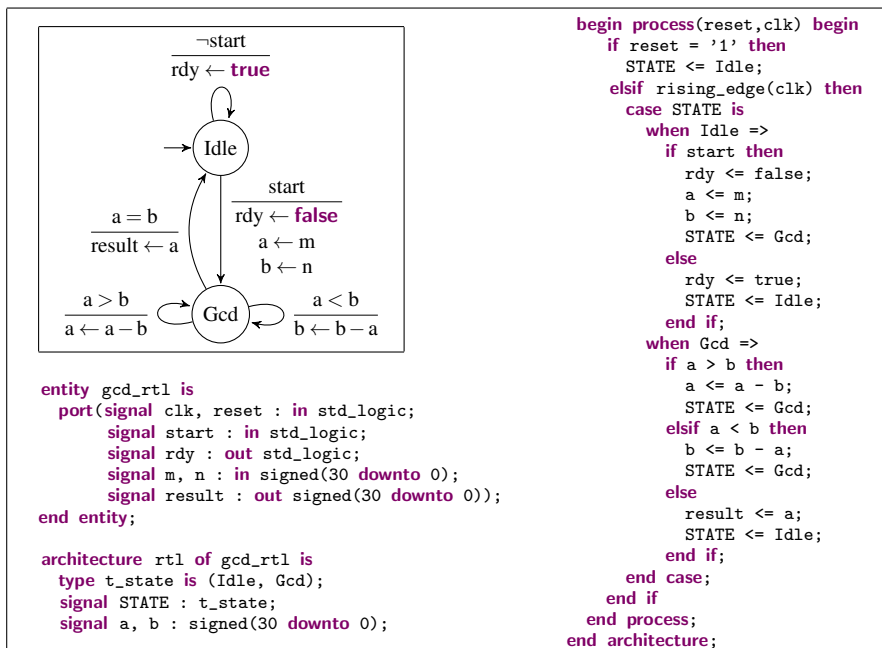 ¬start
rdy ← true
Idle
start
rdy ← false
a ← m
b ← n
a = b
result ← a
a > b
a ← a − b
Gcd
a < b
b ← b − a
entity gcd_rtl is
port(signal clk, reset : in std_logic;
signal start : in std_logic;
signal rdy : out std_logic;
signal m, n : in signed(30 downto 0);
signal result : out signed(30 downto 0));
end entity;
architecture rtl of gcd_rtl is
type t_state is (Idle, Gcd);
signal STATE : t_state;
signal a, b : signed(30 downto 0);
begin process(reset,clk) begin
if reset = '1' then
STATE <= Idle;
elsif rising_edge(clk) then
case STATE is
when Idle =>
if start then
rdy <= false;
a <= m;
b <= n;
STATE <= Gcd;
else
rdy <= true;
STATE <= Idle;
end if;
when Gcd =>
if a > b then
a <= a - b;
STATE <= Gcd;
elsif a < b then
b <= b - a;
STATE <= Gcd;
else
result <= a;
STATE <= Idle;
end if;
end case;
end if
end process;
end architecture;